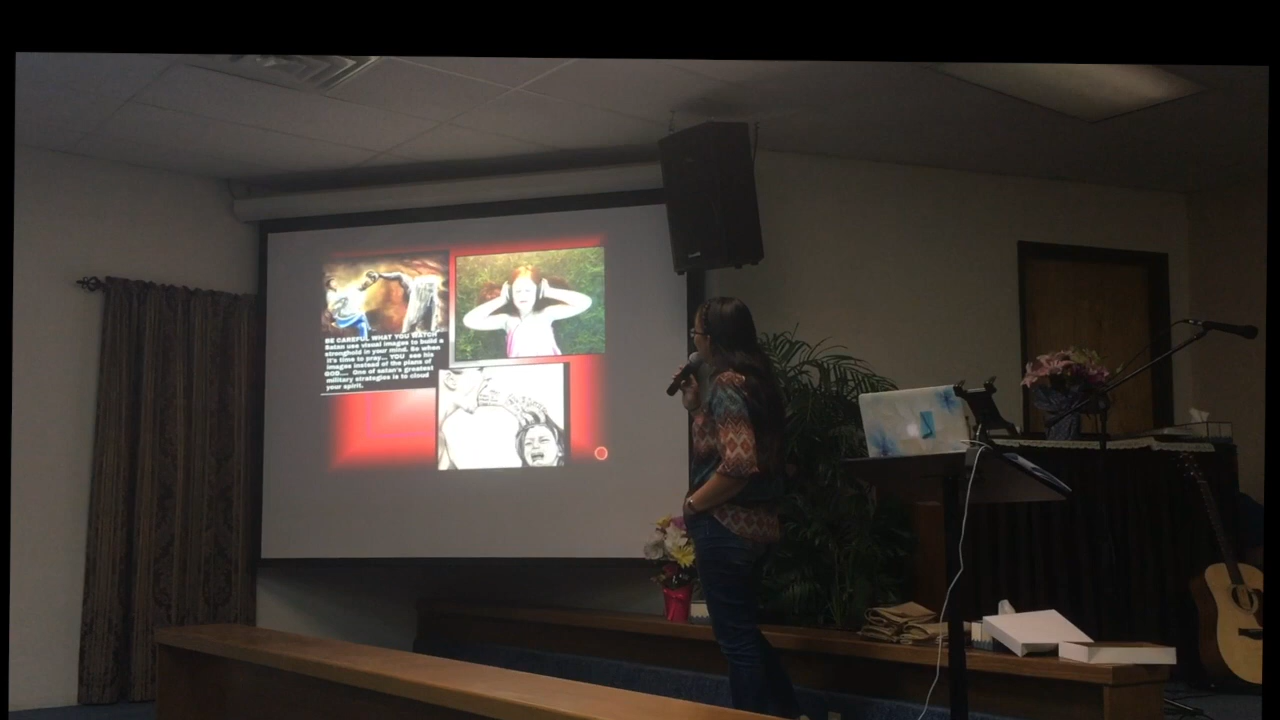 BE CAREFUL WHAT YOU WATCH
Satan use visual images to build a
stronghold in your mind. So when
it's time to pray... YOU see his
images instead of the plans of
GOD.... One of satan's greatest
military strategies is to cloud
your spirit.